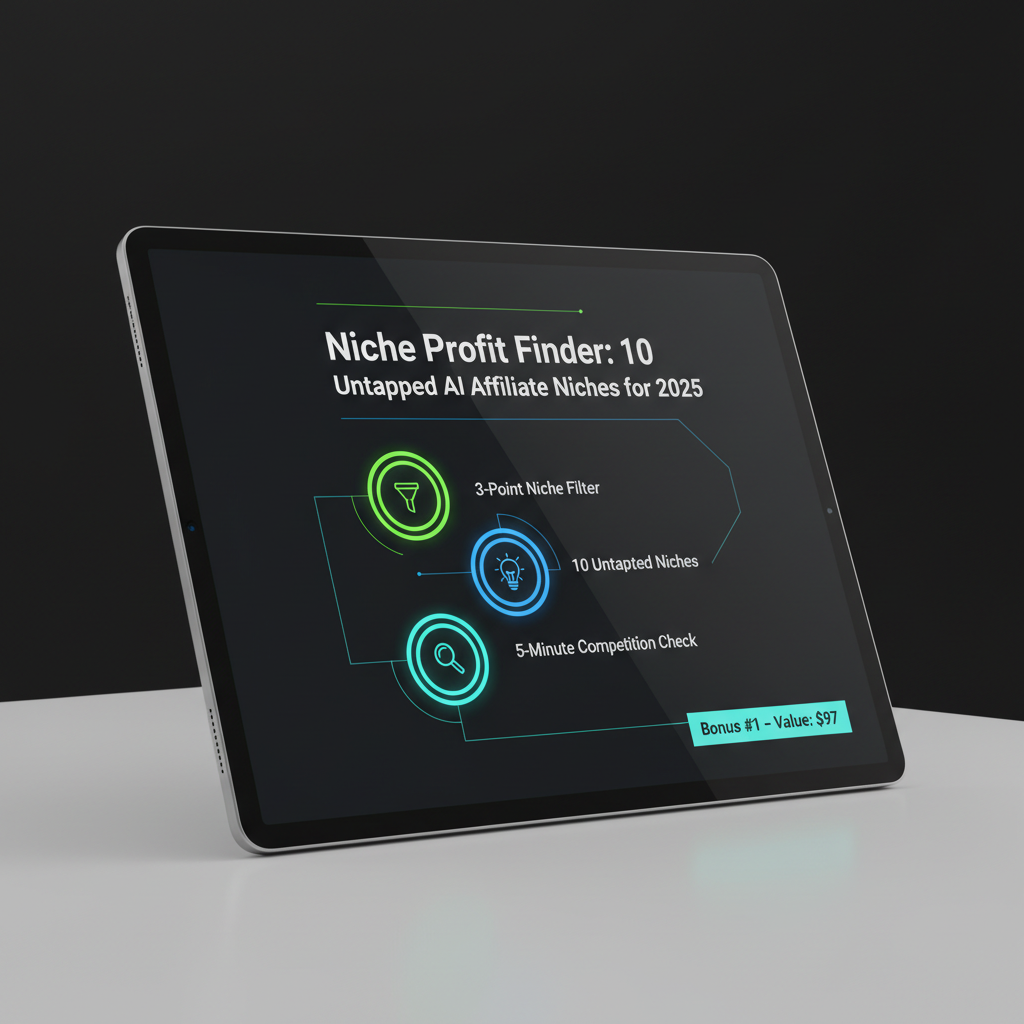 Niche Profit Finder: 10
Untapped AI Affiliate Niches for 2025
3-Point Niche Filter
10 Untapted Niches
5-Minute Competition Check
Bonus #1 – Value: $97